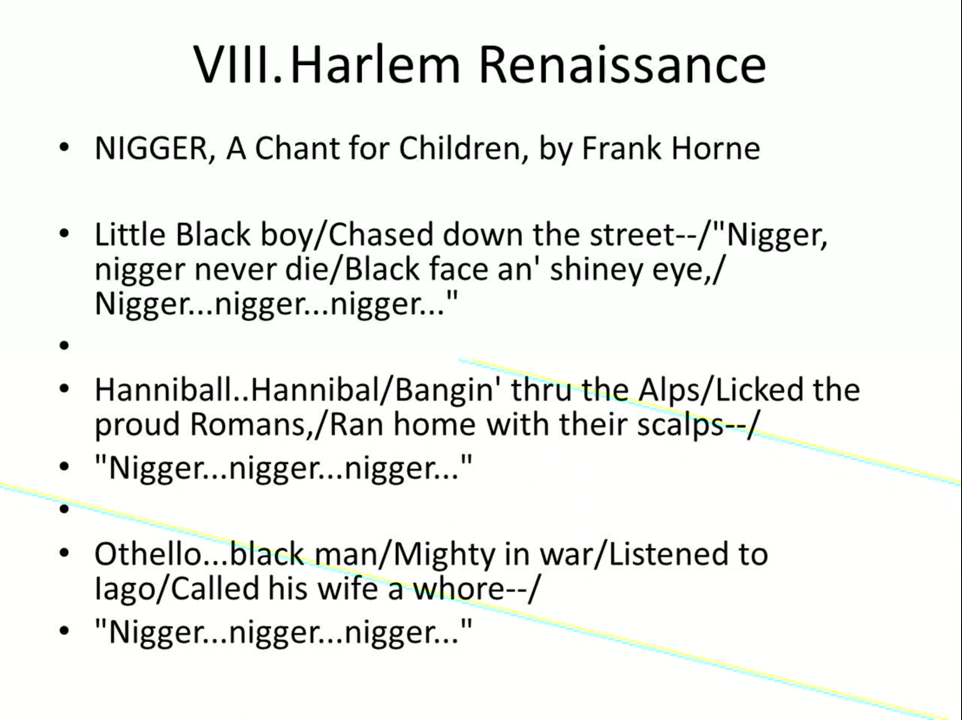 VIII. Harlem Renaissance
• NIGGER, A Chant for Children, by Frank Horne
• Little Black boy/Chased down the street--/"Nigger,
nigger never die/Black face an' shiney eye,/
Nigger...nigger...nigger..."
•
• Hanniball..Hannibal/Bangin' thru the Alps/Licked the
proud Romans,/Ran home with their scalps--/
• "Nigger...nigger...nigger..."
•
• Othello...black man/Mighty in war/Listened to
Iago/Called his wife a whore--/
• "Nigger...nigger...nigger..."